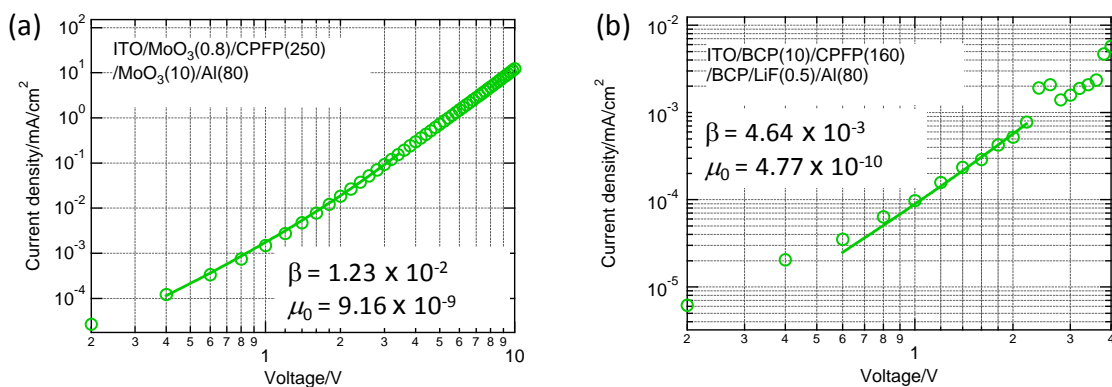 (a)
Current density/mA/cm²
10²
10¹
10⁰
10⁻¹
10⁻²
10⁻³
10⁻⁴
ITO/MoO₃(0.8)/CPFP(250)
/MoO₃(10)/Al(80)
β = 1.23 x 10⁻²
μ₀ = 9.16 x 10⁻⁹
2 3 4 5 6 7 8 9 1 2 3 4 5 6 7 8 9 10
Voltage/V
(b)
Current density/mA/cm²
10⁻²
10⁻³
10⁻⁴
10⁻⁵
ITO/BCP(10)/CPFP(160)
/BCP/LiF(0.5)/Al(80)
β = 4.64 x 10⁻³
μ₀ = 4.77 x 10⁻¹⁰
2 3 4 5 6 7 8 9 1 2 3 4
Voltage/V